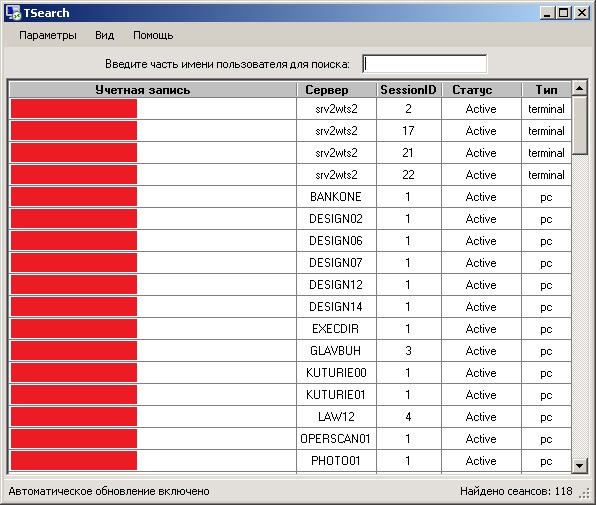 TSearch
Параметры Вид Помощь
Введите часть имени пользователя для поиска:
Учетная запись Сервер SessionID Статус Тип
srv2wts2 2 Active terminal
srv2wts2 17 Active terminal
srv2wts2 21 Active terminal
srv2wts2 22 Active terminal
BANKONE 1 Active pc
DESIGN02 1 Active pc
DESIGN06 1 Active pc
DESIGN07 1 Active pc
DESIGN12 1 Active pc
DESIGN14 1 Active pc
EXECDIR 1 Active pc
GLAVBUH 3 Active pc
KUTURIE00 1 Active pc
KUTURIE01 1 Active pc
LAW12 4 Active pc
OPERSCAN01 1 Active pc
PHOTO01 1 Active pc
Автоматическое обновление включено Найдено сеансов: 118